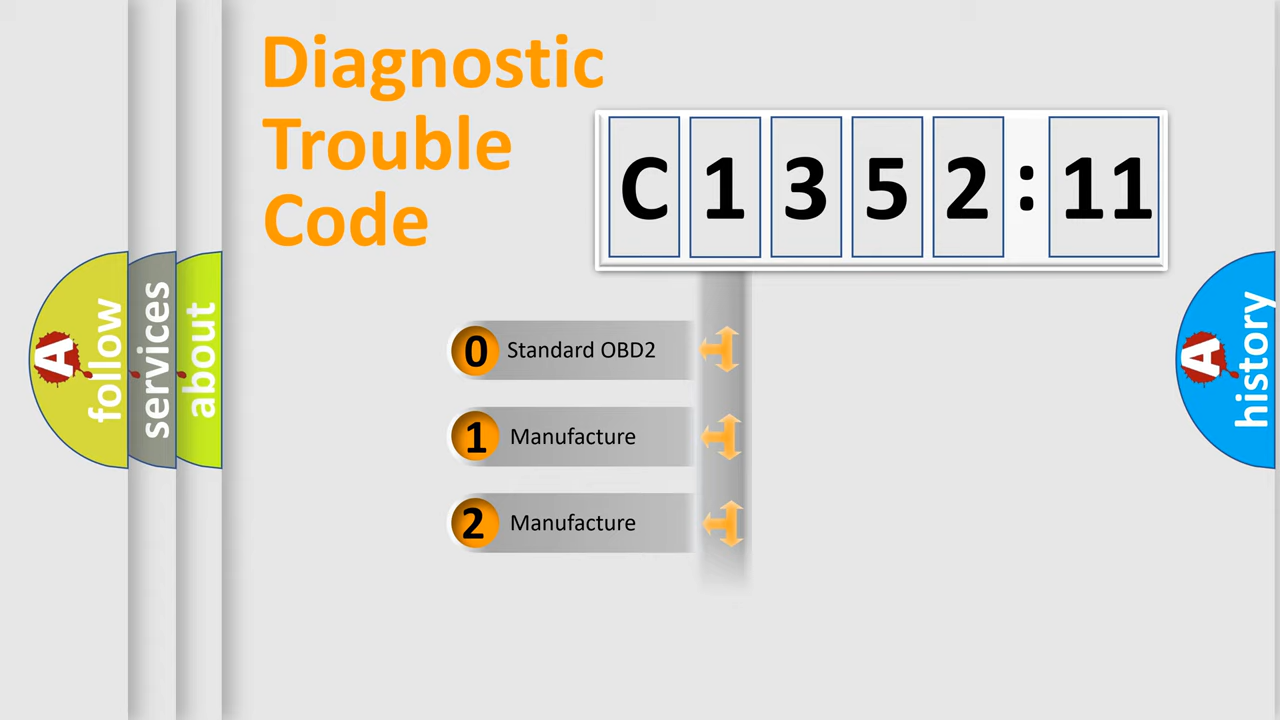 Diagnostic
Trouble
Code
C 1 3 5 2 : 11
0 Standard OBD2
1 Manufacture
2 Manufacture
A follow
services
about
A history